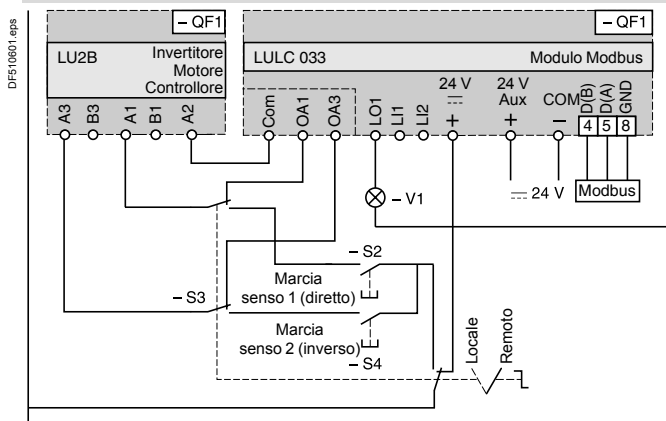 DF510601.eps
– QF1
LU2B
Invertitore
Motore
Controllore
– QF1
LULC 033
Modulo Modbus
A3
B3
A1
B1
A2
Com
OA1
OA3
LO1
LI1
LI2
24 V
+
24 V
Aux
+
COM
–
D(B)
D(A)
GND
4
5
8
Modbus
24 V
– V1
– S2
Marcia
senso 1 (diretto)
– S3
Marcia
senso 2 (inverso)
– S4
Locale
Remoto